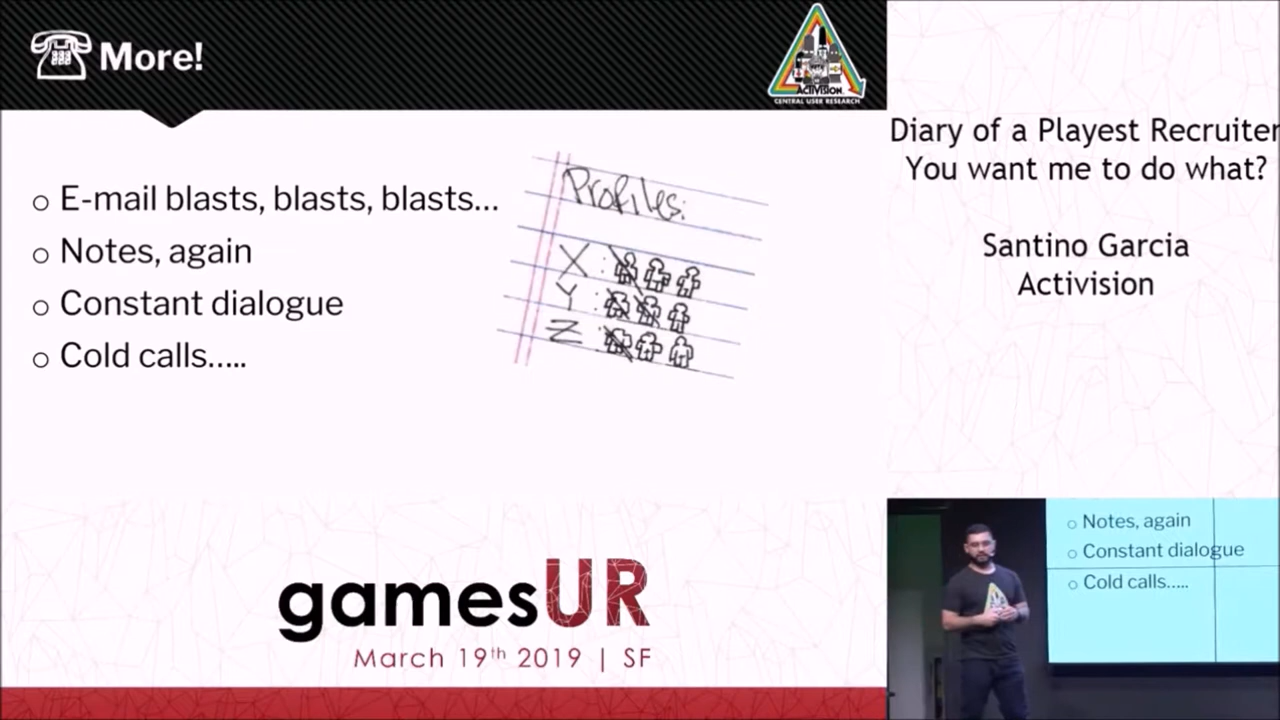 More!
ACTIVISION.
CENTRAL USER RESEARCH
E-mail blasts, blasts, blasts...
Notes, again
Constant dialogue
Cold calls.....
Profiles:
X :
Y :
Z :
gamesUR
March 19th 2019 | SF
Diary of a Playest Recruiter
You want me to do what?
Santino Garcia
Activision
Notes, again
Constant dialogue
Cold calls.....